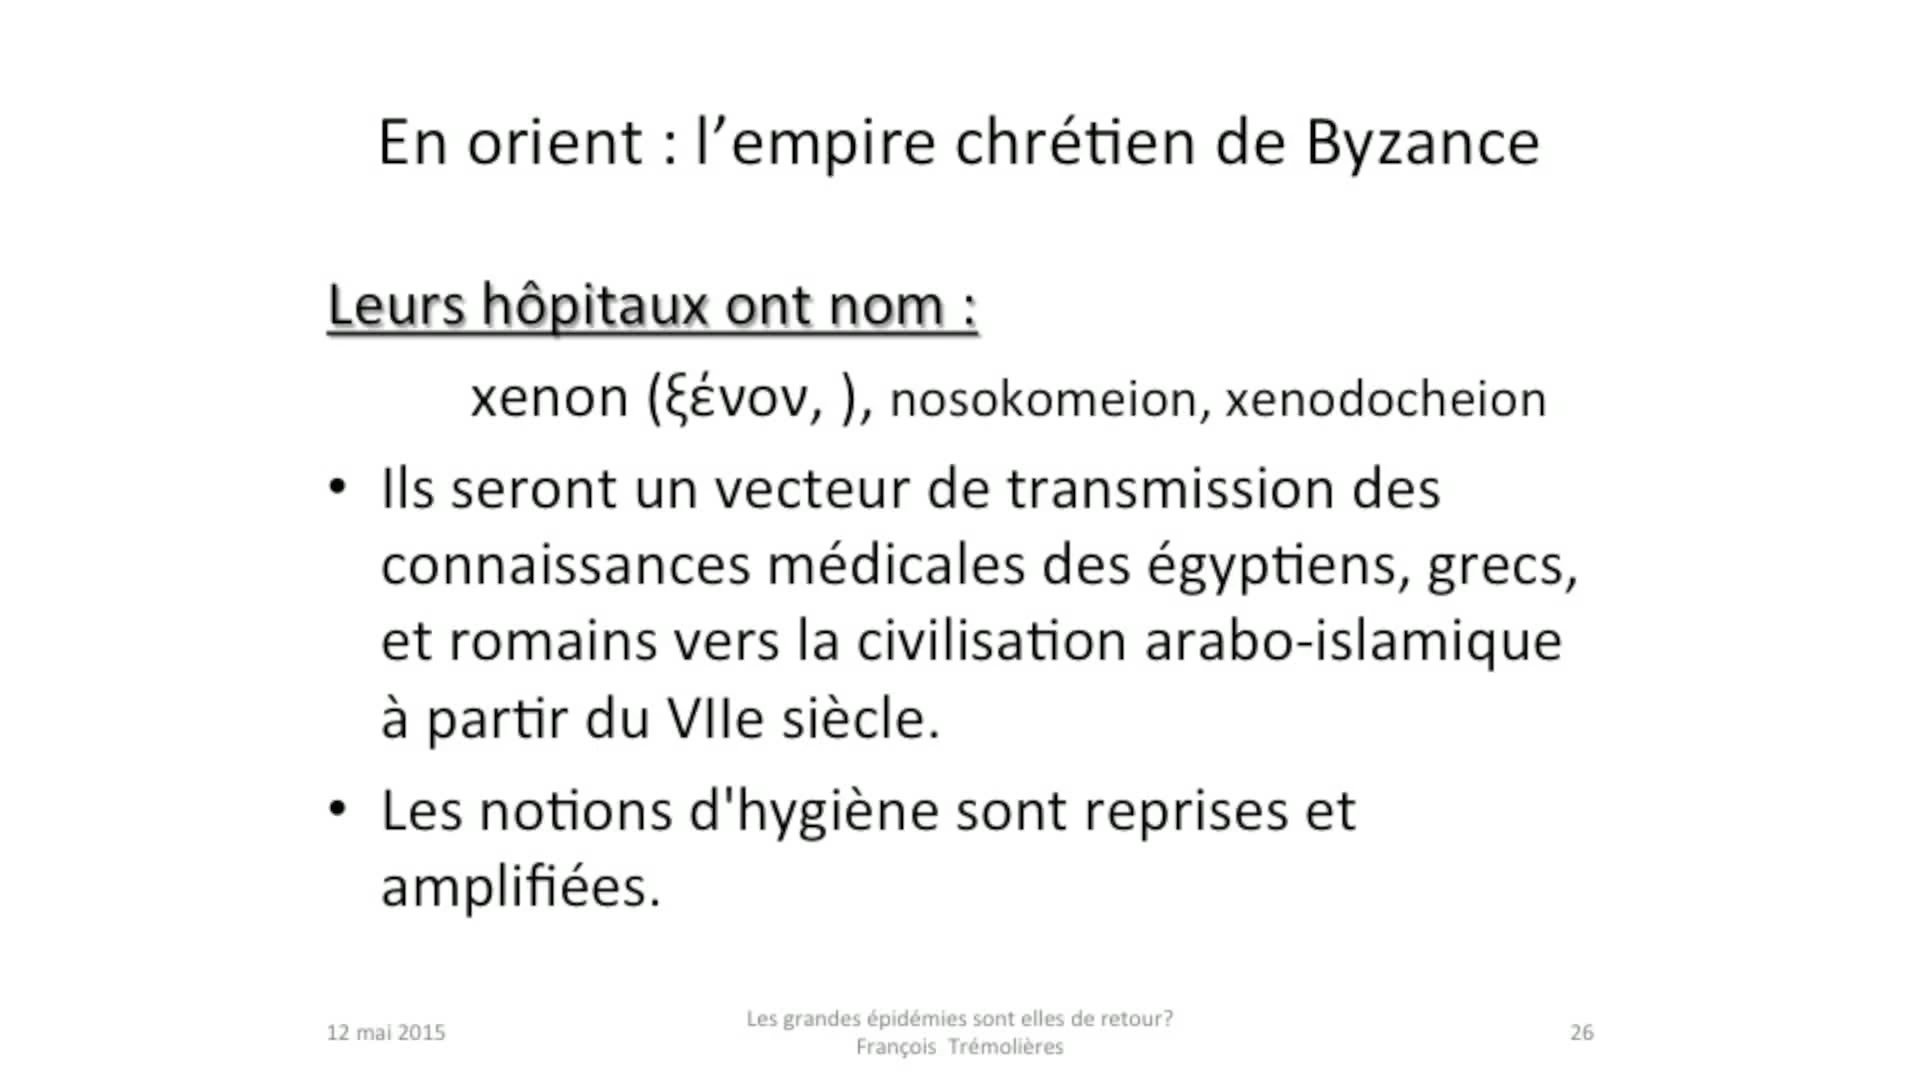 En orient : l’empire chrétien de Byzance
Leurs hôpitaux ont nom :
xenon (ξένον, ), nosokomeion, xenodocheion
• Ils seront un vecteur de transmission des
connaissances médicales des égyptiens, grecs,
et romains vers la civilisation arabo-islamique
à partir du VIIe siècle.
• Les notions d'hygiène sont reprises et
amplifiées.
12 mai 2015
Les grandes épidémies sont elles de retour?
François Trémolières
26